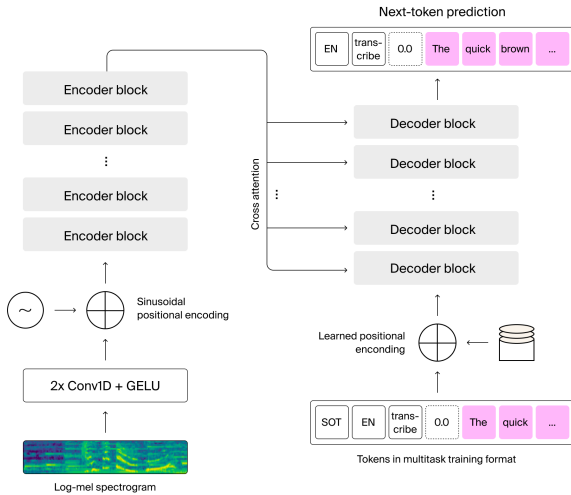 Next-token prediction
EN
trans-
cribe
0.0
The
quick
brown
...
Encoder block
Encoder block
Encoder block
Encoder block
Cross attention
Decoder block
Decoder block
Decoder block
Decoder block
~
Sinusoidal
positional encoding
Learned positional
enconding
2x Conv1D + GELU
SOT
EN
trans-
cribe
0.0
The
quick
...
Log-mel spectrogram
Tokens in multitask training format